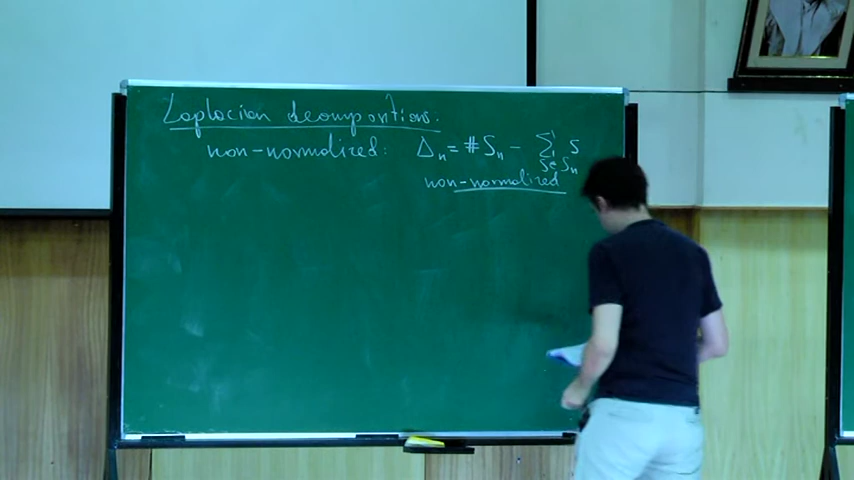 Laplacian decompositions:
non-normalized: Δₙ = # Sₙ - ∑ s
s∈Sₙ
non-normalized